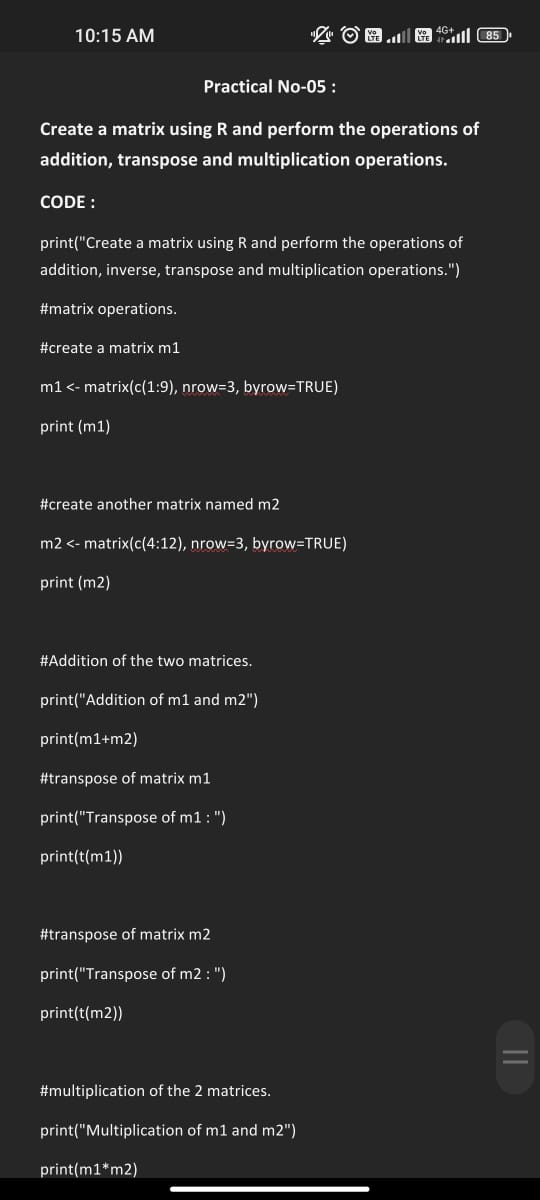 10:15 AM
Vo LTE
Vo LTE
4G+
85
Practical No-05 :
Create a matrix using R and perform the operations of
addition, transpose and multiplication operations.
CODE :
print("Create a matrix using R and perform the operations of
addition, inverse, transpose and multiplication operations.")
#matrix operations.
#create a matrix m1
m1 <- matrix(c(1:9), nrow=3, byrow=TRUE)
print (m1)
#create another matrix named m2
m2 <- matrix(c(4:12), nrow=3, byrow=TRUE)
print (m2)
#Addition of the two matrices.
print("Addition of m1 and m2")
print(m1+m2)
#transpose of matrix m1
print("Transpose of m1 : ")
print(t(m1))
#transpose of matrix m2
print("Transpose of m2 : ")
print(t(m2))
#multiplication of the 2 matrices.
print("Multiplication of m1 and m2")
print(m1*m2)